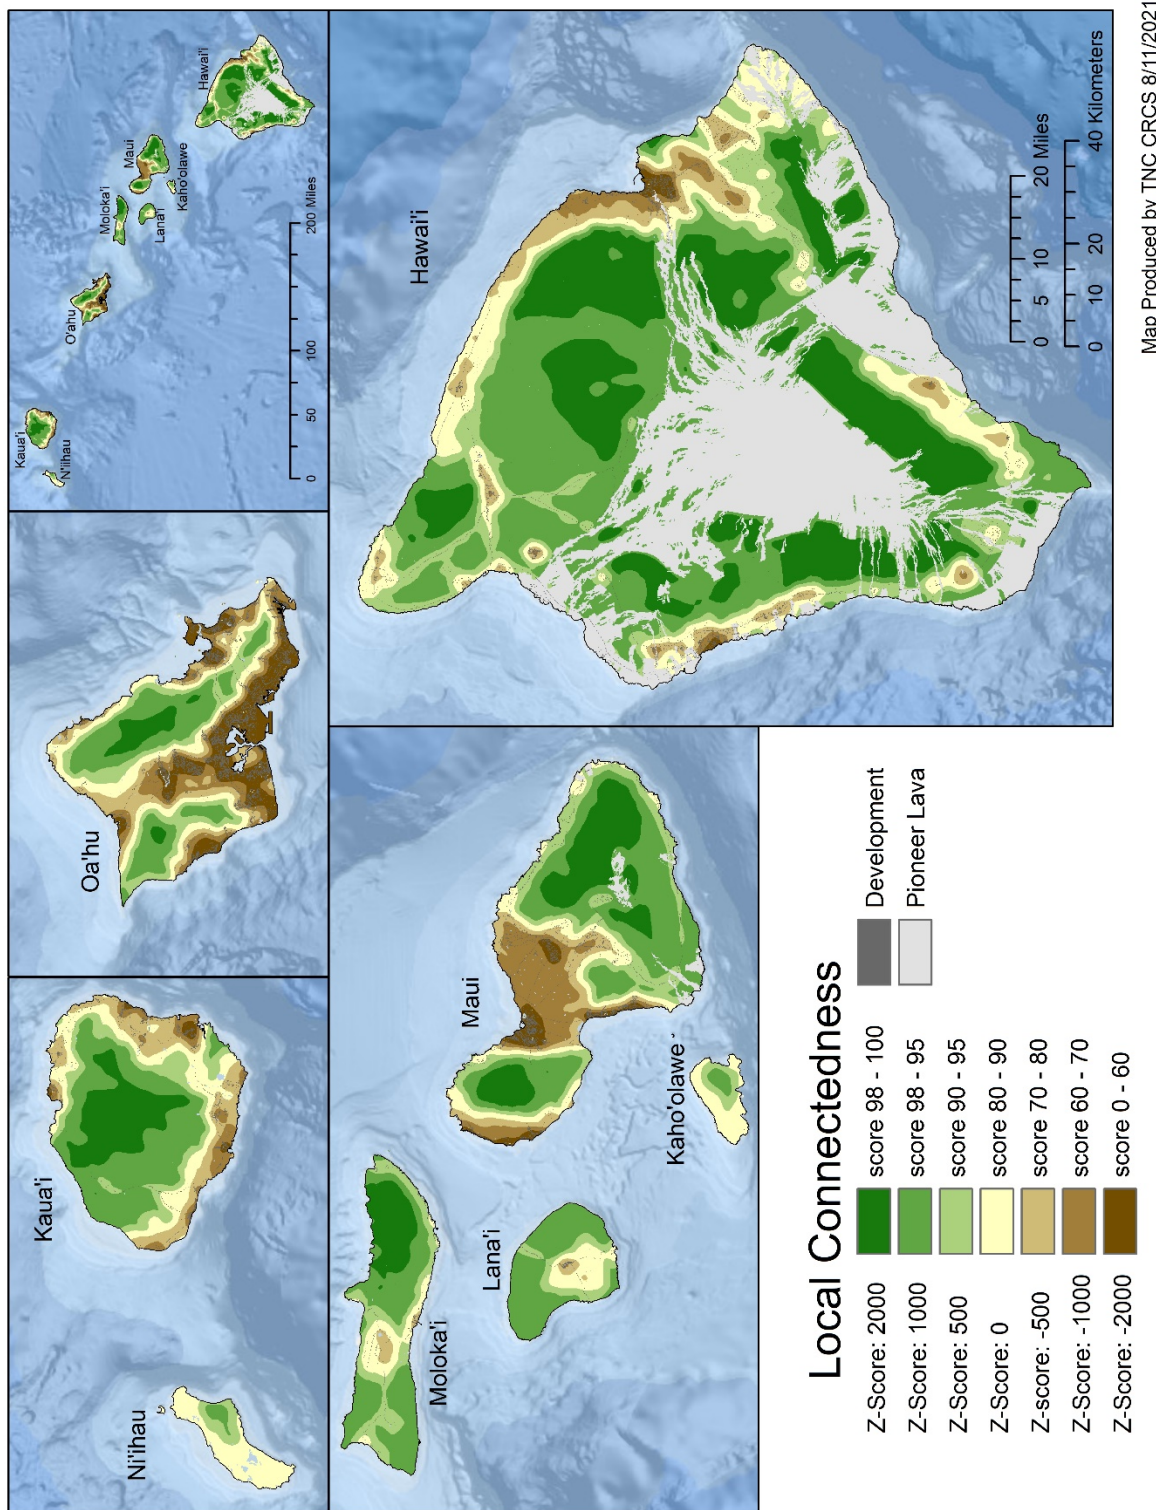 Kaua'i
N'iihau
O'ahu
Moloka'i
Lana'i
Maui
Kaho'olawe
Hawai'i
0 50 100 200 Miles
Ni'ihau
Kaua'i
Oa'hu
Moloka'i
Lana'i
Maui
Kaho'olawe
Hawai'i
0 5 10 20 Miles
0 10 20 40 Kilometers
Local Connectedness
Z-Score: 2000 score 98 - 100
Z-Score: 1000 score 98 - 95
Z-Score: 500 score 90 - 95
Z-Score: 0 score 80 - 90
Z-score: -500 score 70 - 80
Z-Score: -1000 score 60 - 70
Z-Score: -2000 score 0 - 60
Development
Pioneer Lava
Map Produced by TNC CRCS 8/11/2021